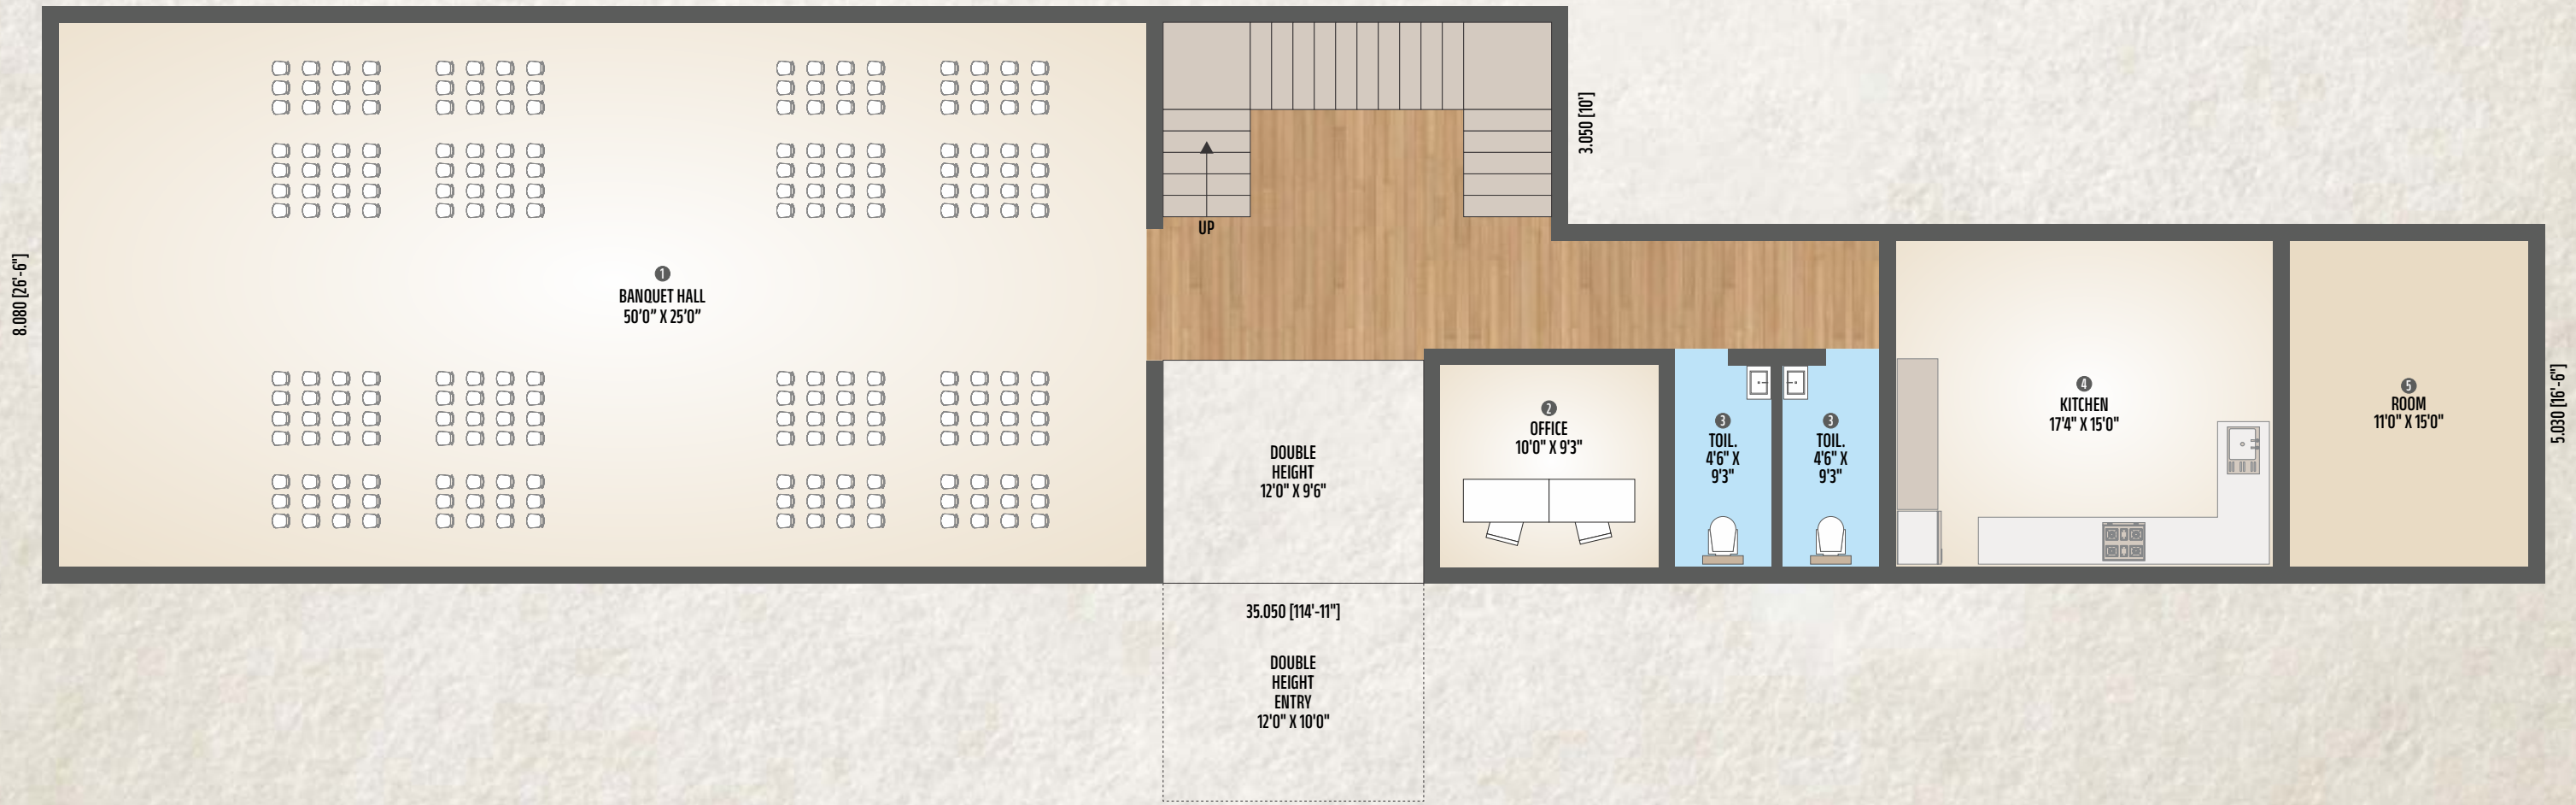 8.080 [26'-6"]
1
BANQUET HALL
50'0" X 25'0"
UP
3.050 [10']
DOUBLE
HEIGHT
12'0" X 9'6"
2
OFFICE
10'0" X 9'3"
3
TOIL.
4'6" X
9'3"
3
TOIL.
4'6" X
9'3"
4
KITCHEN
17'4" X 15'0"
5
ROOM
11'0" X 15'0"
5.030 [16'-6"]
35.050 [114'-11"]
DOUBLE
HEIGHT
ENTRY
12'0" X 10'0"